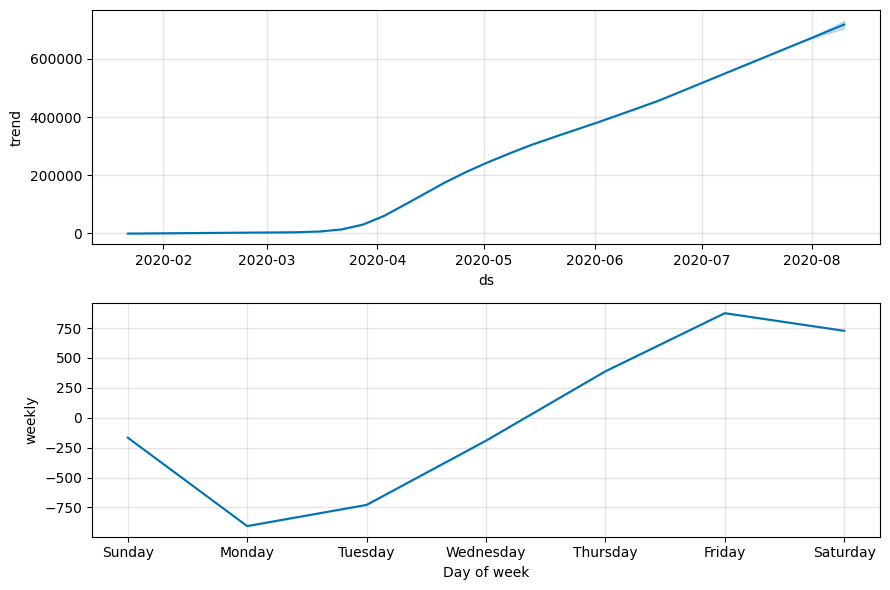 600000
400000
200000
0
trend
2020-02 2020-03 2020-04 2020-05 2020-06 2020-07 2020-08
ds
750
500
250
0
−250
−500
−750
weekly
Sunday Monday Tuesday Wednesday Thursday Friday Saturday
Day of week